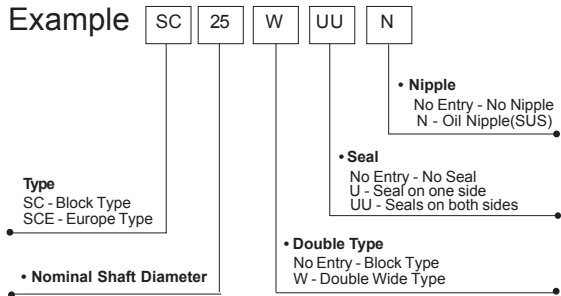 Example SC 25 W UU N
• Nipple
No Entry - No Nipple
N - Oil Nipple(SUS)
• Seal
No Entry - No Seal
U - Seal on one side
UU - Seals on both sides
Type
SC - Block Type
SCE - Europe Type
• Double Type
No Entry - Block Type
W - Double Wide Type
• Nominal Shaft Diameter